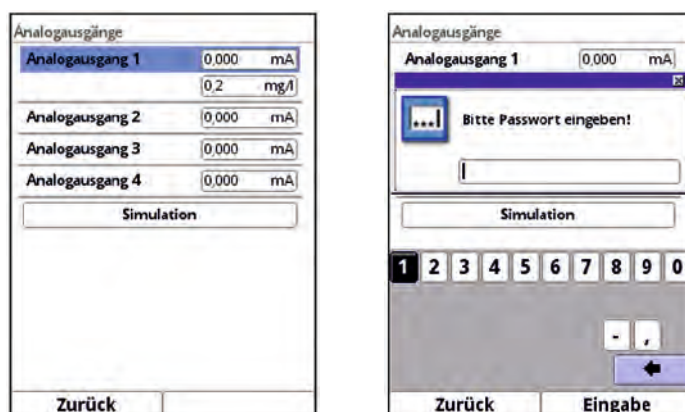 Analogausgänge
Analogausgang 1 0,000 mA
0,2 mg/l
Analogausgang 2 0,000 mA
Analogausgang 3 0,000 mA
Analogausgang 4 0,000 mA
Simulation
Zurück
Analogausgänge
Analogausgang 1 0,000 mA
Bitte Passwort eingeben!
Simulation
1 2 3 4 5 6 7 8 9 0
- ,
Zurück Eingabe